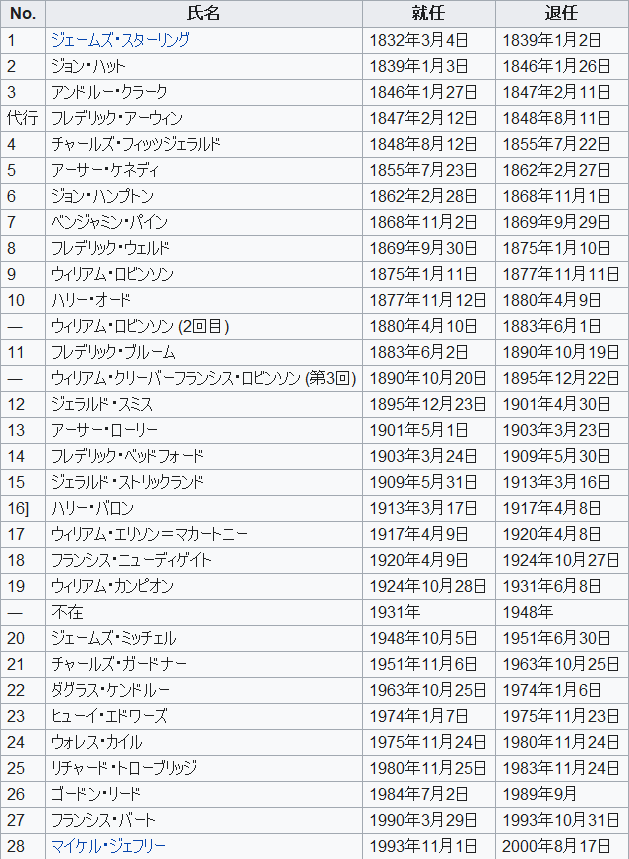 No. 氏名 就任 退任
1 ジェームズ・スターリング 1832年3月4日 1839年1月2日
2 ジョン・ハット 1839年1月3日 1846年1月26日
3 アンドルー・クラーク 1846年1月27日 1847年2月11日
代行 フレデリック・アーウィン 1847年2月12日 1848年8月11日
4 チャールズ・フィッツジェラルド 1848年8月12日 1855年7月22日
5 アーサー・ケネディ 1855年7月23日 1862年2月27日
6 ジョン・ハンプトン 1862年2月28日 1868年11月1日
7 ベンジャミン・パイン 1868年11月2日 1869年9月29日
8 フレデリック・ウェルド 1869年9月30日 1875年1月10日
9 ウィリアム・ロビンソン 1875年1月11日 1877年11月11日
10 ハリー・オード 1877年11月12日 1880年4月9日
— ウィリアム・ロビンソン (2回目) 1880年4月10日 1883年6月1日
11 フレデリック・ブルーム 1883年6月2日 1890年10月19日
— ウィリアム・クリーバーフランシス・ロビンソン (第3回) 1890年10月20日 1895年12月22日
12 ジェラルド・スミス 1895年12月23日 1901年4月30日
13 アーサー・ローリー 1901年5月1日 1903年3月23日
14 フレデリック・ベッドフォード 1903年3月24日 1909年5月30日
15 ジェラルド・ストリックランド 1909年5月31日 1913年3月16日
16] ハリー・バロン 1913年3月17日 1917年4月8日
17 ウィリアム・エリソン＝マカートニー 1917年4月9日 1920年4月8日
18 フランシス・ニューディゲイト 1920年4月9日 1924年10月27日
19 ウィリアム・カンピオン 1924年10月28日 1931年6月8日
— 不在 1931年 1948年
20 ジェームズ・ミッチェル 1948年10月5日 1951年6月30日
21 チャールズ・ガードナー 1951年11月6日 1963年10月25日
22 ダグラス・ケンドルー 1963年10月25日 1974年1月6日
23 ヒューイ・エドワーズ 1974年1月7日 1975年11月23日
24 ウォレス・カイル 1975年11月24日 1980年11月24日
25 リチャード・トローブリッジ 1980年11月25日 1983年11月24日
26 ゴードン・リード 1984年7月2日 1989年9月
27 フランシス・バート 1990年3月29日 1993年10月31日
28 マイケル・ジェフリー 1993年11月1日 2000年8月17日